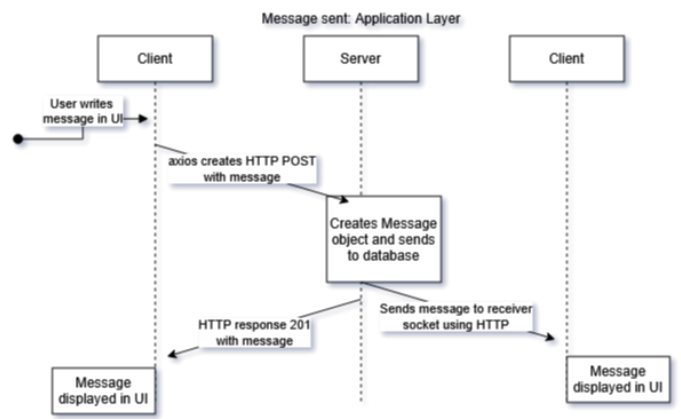 Message sent: Application Layer
Client
Server
Client
User writes
message in UI
axios creates HTTP POST
with message
Creates Message
object and sends
to database
HTTP response 201
with message
Sends message to receiver
socket using HTTP
Message
displayed in UI
Message
displayed in UI